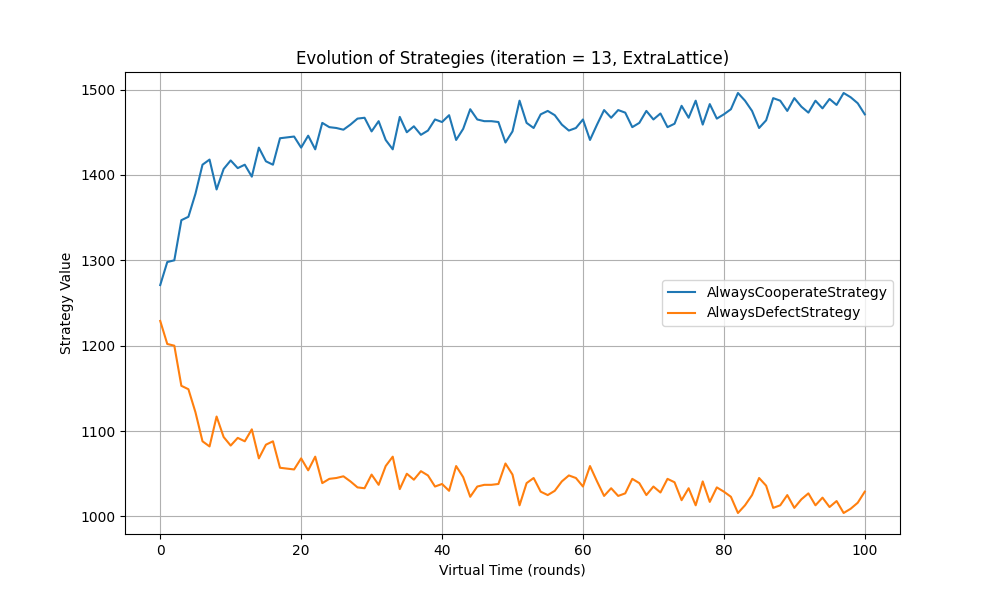 Evolution of Strategies (iteration = 13, ExtraLattice)
Strategy Value
1500
1400
1300
1200
1100
1000
AlwaysCooperateStrategy
AlwaysDefectStrategy
0 20 40 60 80 100
Virtual Time (rounds)